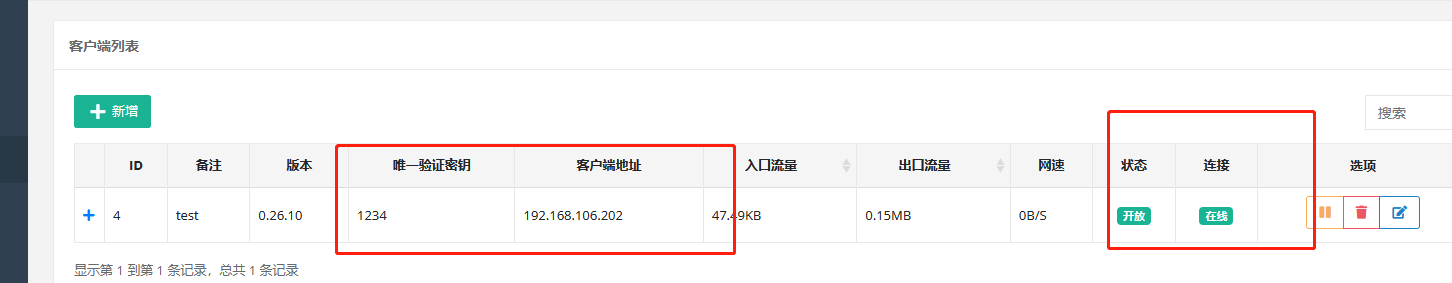 客户端列表
新增
搜索
ID 备注 版本 唯一验证密钥 客户端地址 入口流量 出口流量 网速 状态 连接 选项
4 test 0.26.10 1234 192.168.106.202 47.49KB 0.15MB 0B/S 开放 在线
显示第 1 到第 1 条记录，总共 1 条记录